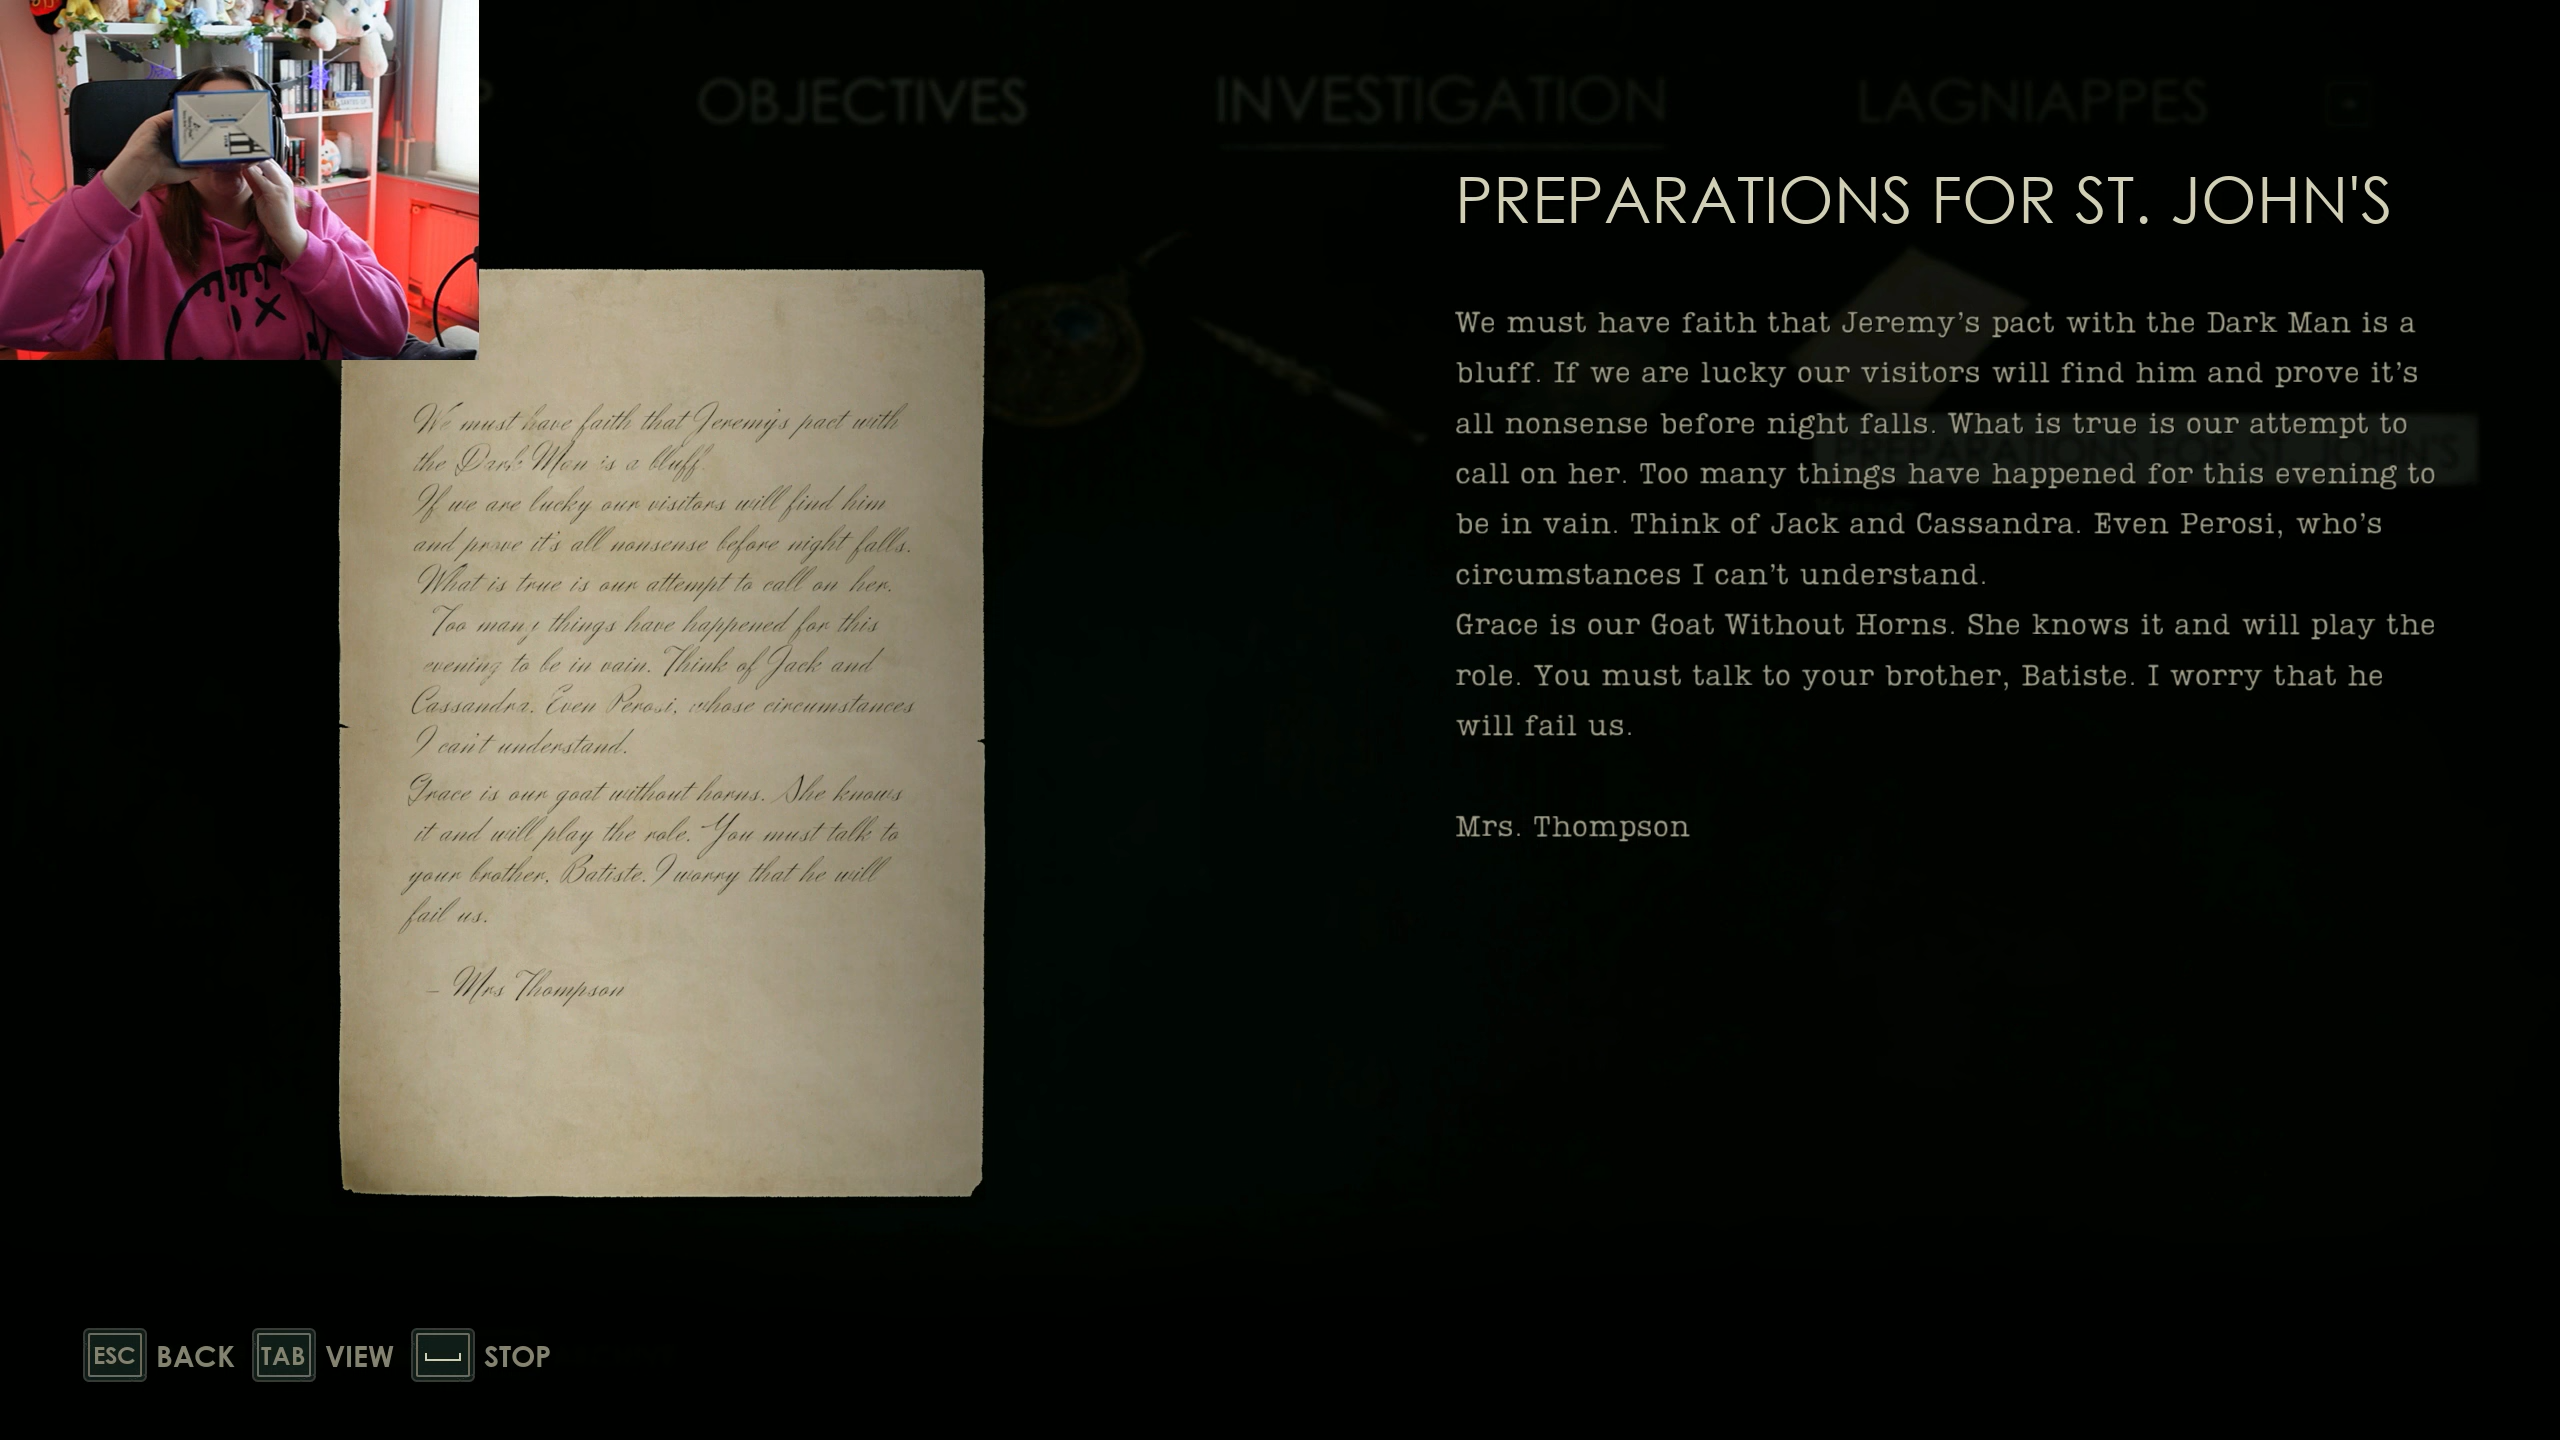 OBJECTIVES
INVESTIGATION
LAGNIAPPES
PREPARATIONS FOR ST. JOHN'S
We must have faith that Jeremy's pact with
the Dark Man is a bluff.
If we are lucky our visitors will find him
and prove it's all nonsense before night falls.
What is true is our attempt to call on her.
Too many things have happened for this
evening to be in vain. Think of Jack and
Cassandra. Even Perosi, whose circumstances
I can't understand.
Grace is our goat without horns. She knows
it and will play the role. You must talk to
your brother, Batiste. I worry that he will
fail us.
– Mrs Thompson
We must have faith that Jeremy’s pact with the Dark Man is a
bluff. If we are lucky our visitors will find him and prove it’s
all nonsense before night falls. What is true is our attempt to
call on her. Too many things have happened for this evening to
be in vain. Think of Jack and Cassandra. Even Perosi, who’s
circumstances I can’t understand.
Grace is our Goat Without Horns. She knows it and will play the
role. You must talk to your brother, Batiste. I worry that he
will fail us.
Mrs. Thompson
PREPARATIONS FOR ST. JOHN'S
ESC BACK TAB VIEW STOP